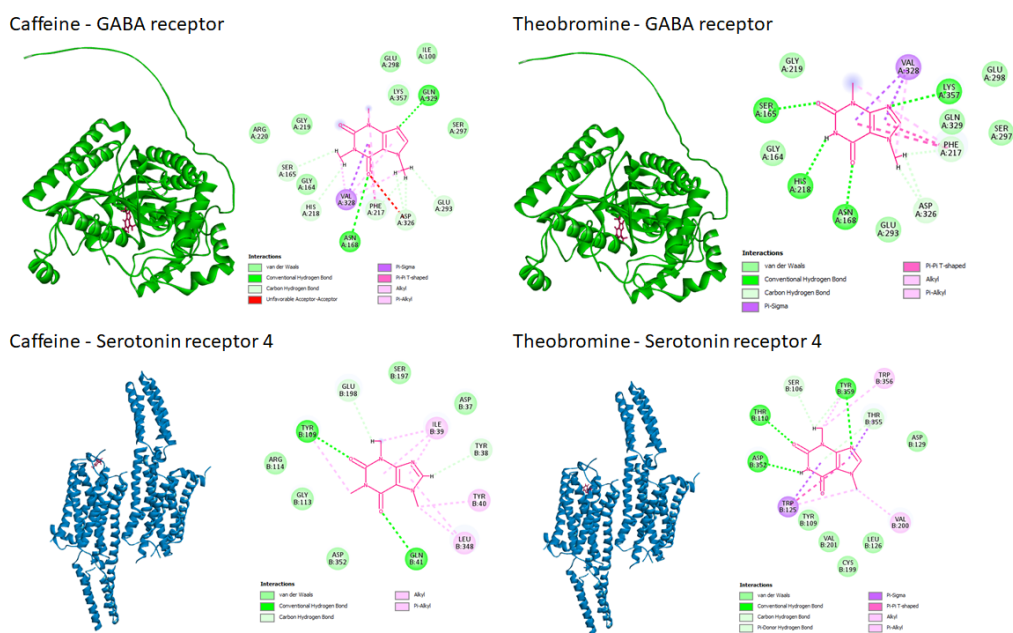 Caffeine - GABA receptor
GLU
A:298
ILE
A:100
LYS
A:357
GLN
A:329
SER
A:297
ARG
A:220
GLY
A:219
SER
A:165
GLY
A:164
HIS
A:218
VAL
A:328
PHE
A:217
ASP
A:326
GLU
A:293
ASN
A:168
Interactions
van der Waals
Conventional Hydrogen Bond
Carbon Hydrogen Bond
Unfavorable Acceptor-Acceptor
Pi-Sigma
Pi-Pi T-shaped
Alkyl
Pi-Alkyl
Theobromine - GABA receptor
GLY
A:219
VAL
A:328
GLU
A:298
LYS
A:357
SER
A:165
GLN
A:329
SER
A:297
PHE
A:217
GLY
A:164
HIS
A:218
ASN
A:168
GLU
A:293
ASP
A:326
Interactions
van der Waals
Conventional Hydrogen Bond
Carbon Hydrogen Bond
Pi-Sigma
Pi-Pi T-shaped
Alkyl
Pi-Alkyl
Caffeine - Serotonin receptor 4
GLU
B:198
SER
B:197
ASP
B:37
ILE
B:39
TYR
B:109
TYR
B:38
ARG
B:114
GLY
B:113
TYR
B:40
LEU
B:348
ASP
B:352
GLN
B:41
Interactions
van der Waals
Conventional Hydrogen Bond
Carbon Hydrogen Bond
Alkyl
Pi-Alkyl
Theobromine - Serotonin receptor 4
SER
B:106
TYR
B:359
TRP
B:356
THR
B:110
THR
B:355
ASP
B:129
ASP
B:352
TRP
B:125
TYR
B:109
VAL
B:201
LEU
B:126
VAL
B:200
CYS
B:199
Interactions
van der Waals
Conventional Hydrogen Bond
Carbon Hydrogen Bond
Pi-Donor Hydrogen Bond
Pi-Sigma
Pi-Pi T-shaped
Alkyl
Pi-Alkyl